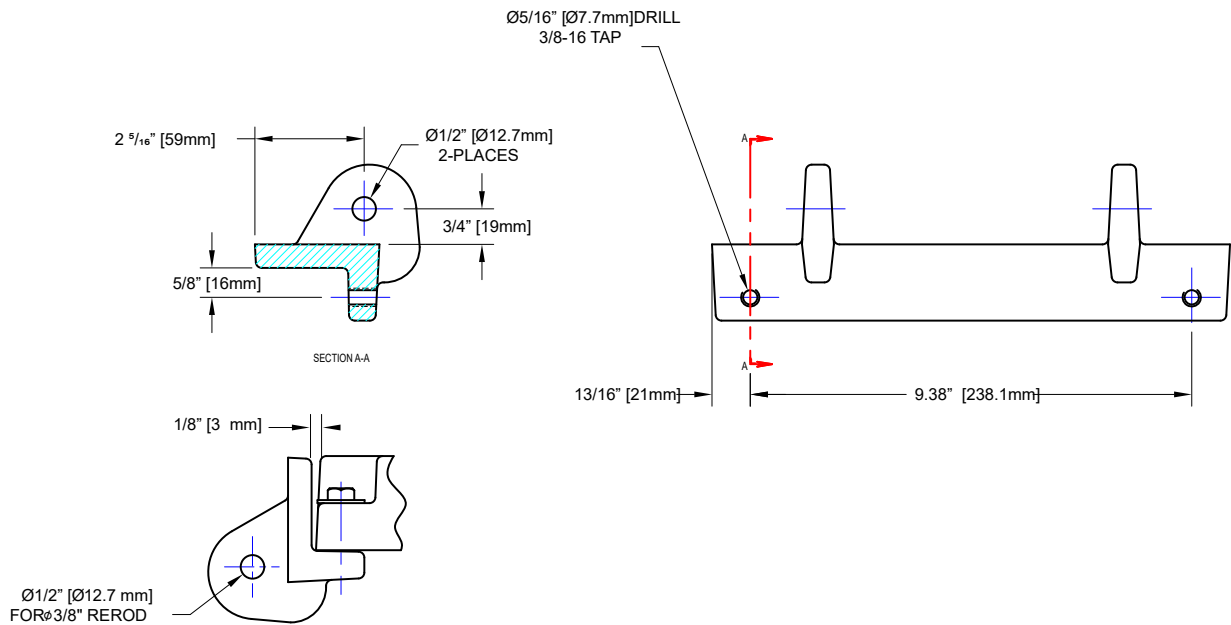 Ø5/16" [Ø7.7mm]DRILL
3/8-16 TAP
2 ⁵/₁₆" [59mm]
Ø1/2" [Ø12.7mm]
2-PLACES
3/4" [19mm]
5/8" [16mm]
SECTION A-A
A
A
13/16" [21mm]
9.38" [238.1mm]
1/8" [3 mm]
Ø1/2" [Ø12.7 mm]
FORø3/8" REROD